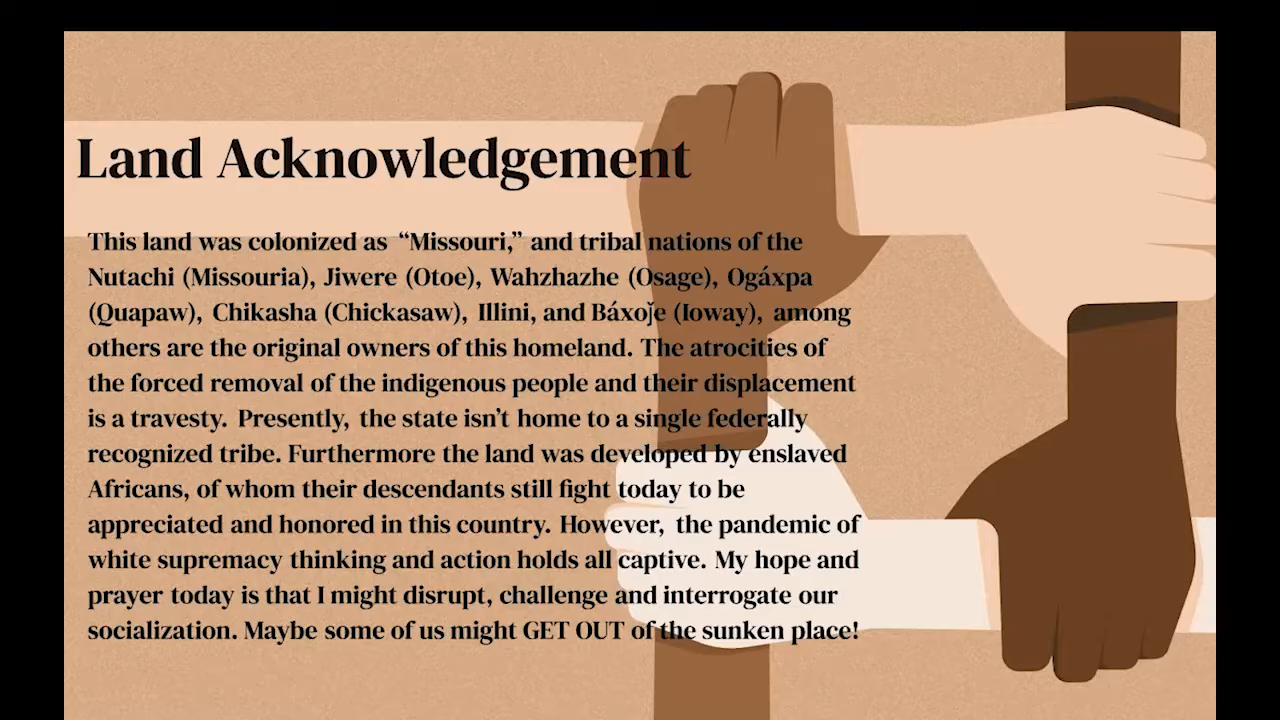 Land Acknowledgement
This land was colonized as “Missouri,” and tribal nations of the
Nutachi (Missouria), Jiwere (Otoe), Wahzhazhe (Osage), Ogáxpa
(Quapaw), Chikasha (Chickasaw), Illini, and Báxoǰe (Ioway), among
others are the original owners of this homeland. The atrocities of
the forced removal of the indigenous people and their displacement
is a travesty. Presently, the state isn’t home to a single federally
recognized tribe. Furthermore the land was developed by enslaved
Africans, of whom their descendants still fight today to be
appreciated and honored in this country. However, the pandemic of
white supremacy thinking and action holds all captive. My hope and
prayer today is that I might disrupt, challenge and interrogate our
socialization. Maybe some of us might GET OUT of the sunken place!